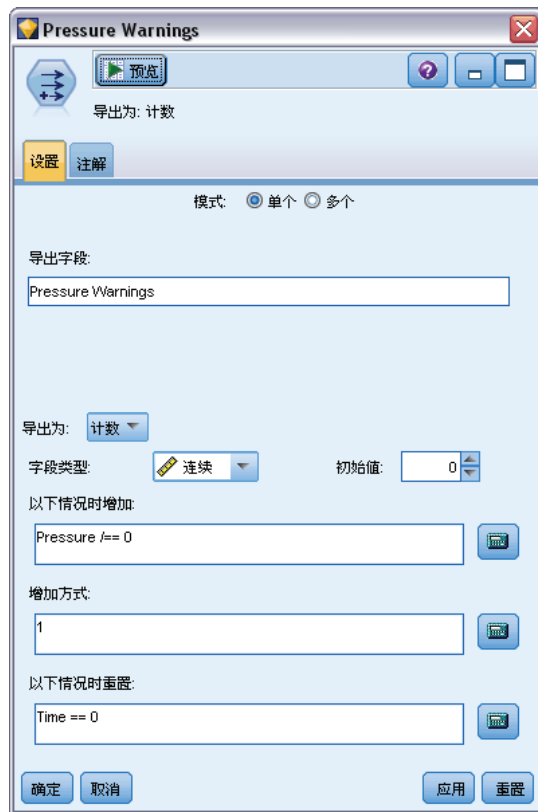 Pressure Warnings
预览
导出为: 计数
设置 注解
模式: 单个 多个
导出字段:
Pressure Warnings
导出为: 计数
字段类型: 连续 初始值: 0
以下情况时增加:
Pressure /== 0
增加方式:
1
以下情况时重置:
Time == 0
确定 取消 应用 重置